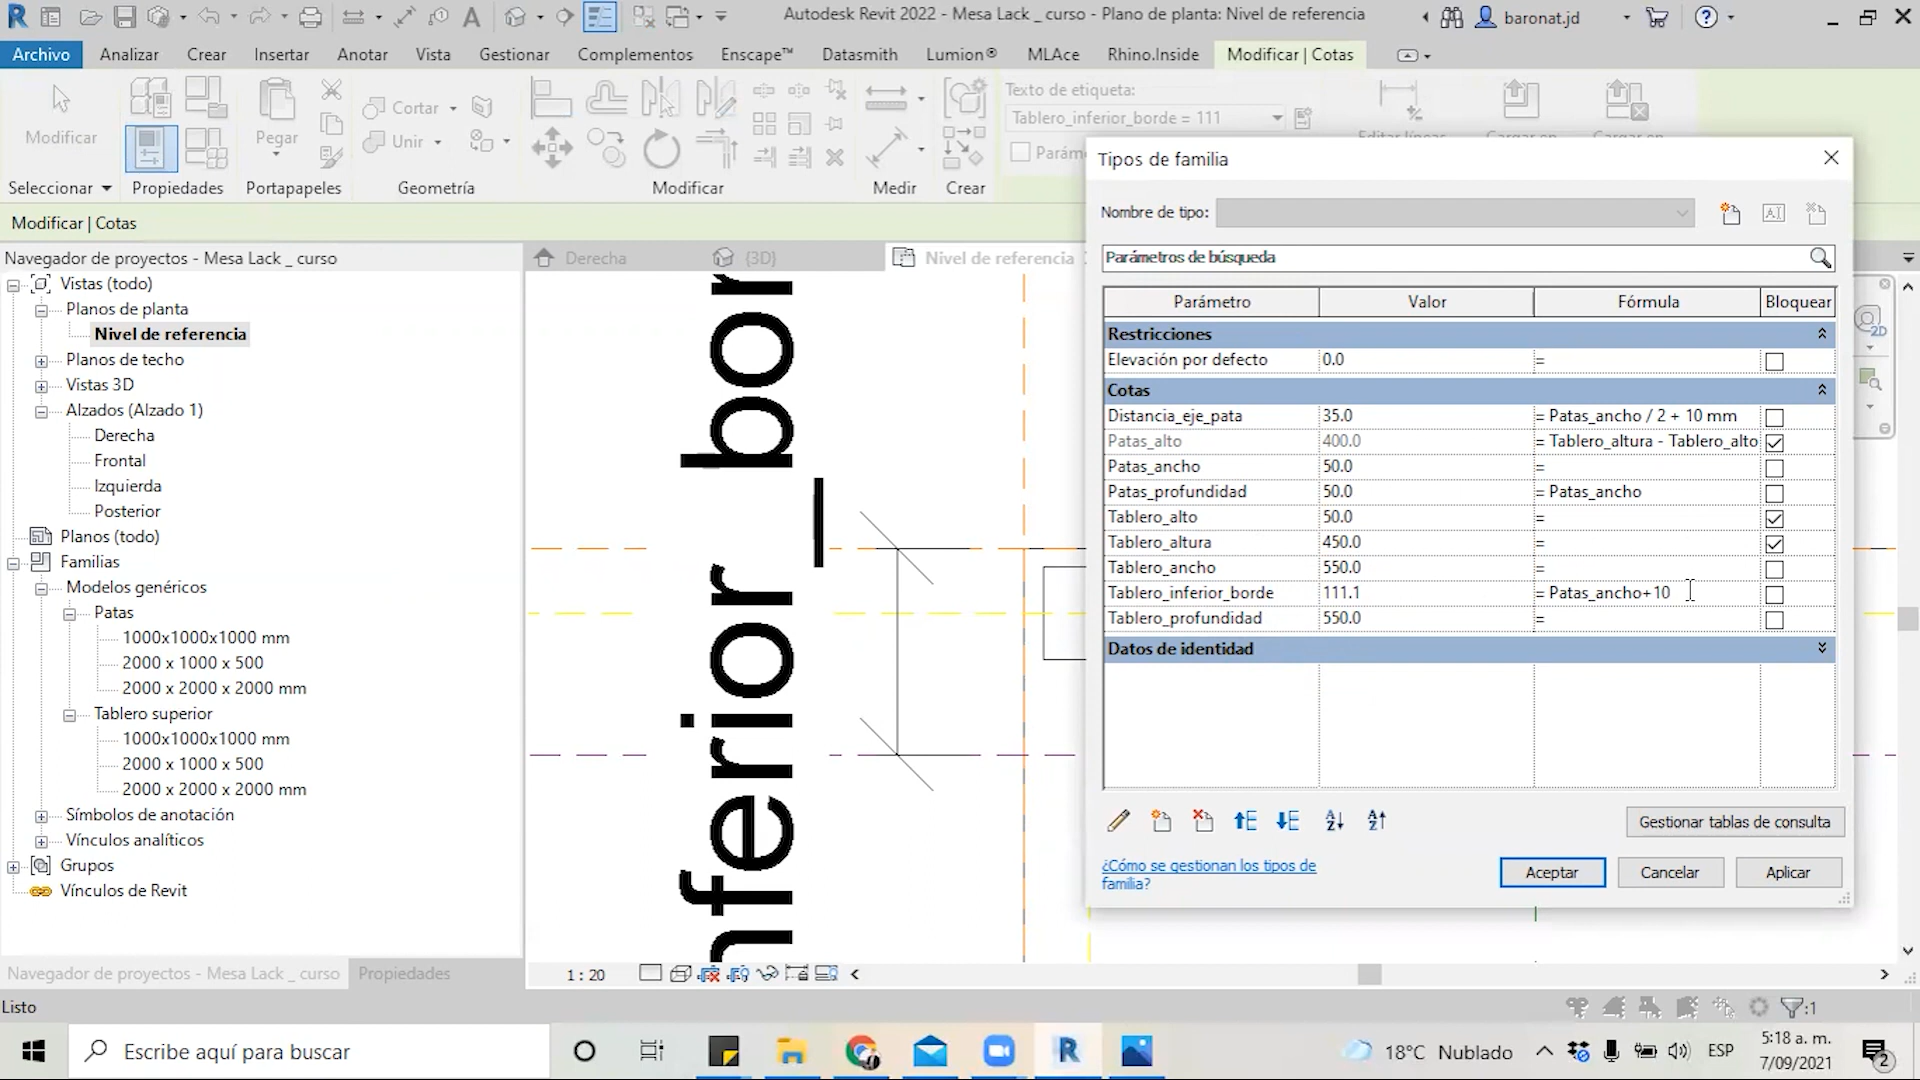 Autodesk Revit 2022 - Mesa Lack _ curso - Plano de planta: Nivel de referencia
baronat.jd
Archivo Analizar Crear Insertar Anotar Vista Gestionar Complementos Enscape™ Datasmith Lumion® MLAce Rhino.Inside Modificar | Cotas
Modificar
Pegar
Cortar
Unir
Texto de etiqueta:
Tablero_inferior_borde = 111
Seleccionar Propiedades Portapapeles Geometría Modificar Medir Crear
Modificar | Cotas
Navegador de proyectos - Mesa Lack _ curso
Vistas (todo)
Planos de planta
Nivel de referencia
Planos de techo
Vistas 3D
Alzados (Alzado 1)
Derecha
Frontal
Izquierda
Posterior
Planos (todo)
Familias
Modelos genéricos
Patas
1000x1000x1000 mm
2000 x 1000 x 500
2000 x 2000 x 2000 mm
Tablero superior
1000x1000x1000 mm
2000 x 1000 x 500
2000 x 2000 x 2000 mm
Símbolos de anotación
Vínculos analíticos
Grupos
Vínculos de Revit
Navegador de proyectos - Mesa Lack _ curso Propiedades
Derecha {3D} Nivel de referencia
nferior_bor
Tipos de familia
Nombre de tipo:
Parámetros de búsqueda
Parámetro Valor Fórmula Bloquear
Restricciones
Elevación por defecto 0.0 =
Cotas
Distancia_eje_pata 35.0 = Patas_ancho / 2 + 10 mm
Patas_alto 400.0 = Tablero_altura - Tablero_alto
Patas_ancho 50.0 =
Patas_profundidad 50.0 = Patas_ancho
Tablero_alto 50.0 =
Tablero_altura 450.0 =
Tablero_ancho 550.0 =
Tablero_inferior_borde 111.1 = Patas_ancho+10
Tablero_profundidad 550.0 =
Datos de identidad
Gestionar tablas de consulta
¿Cómo se gestionan los tipos de
familia?
Aceptar Cancelar Aplicar
1 : 20
Listo
:1
Escribe aquí para buscar
18°C Nublado
ESP
5:18 a. m.
7/09/2021
2